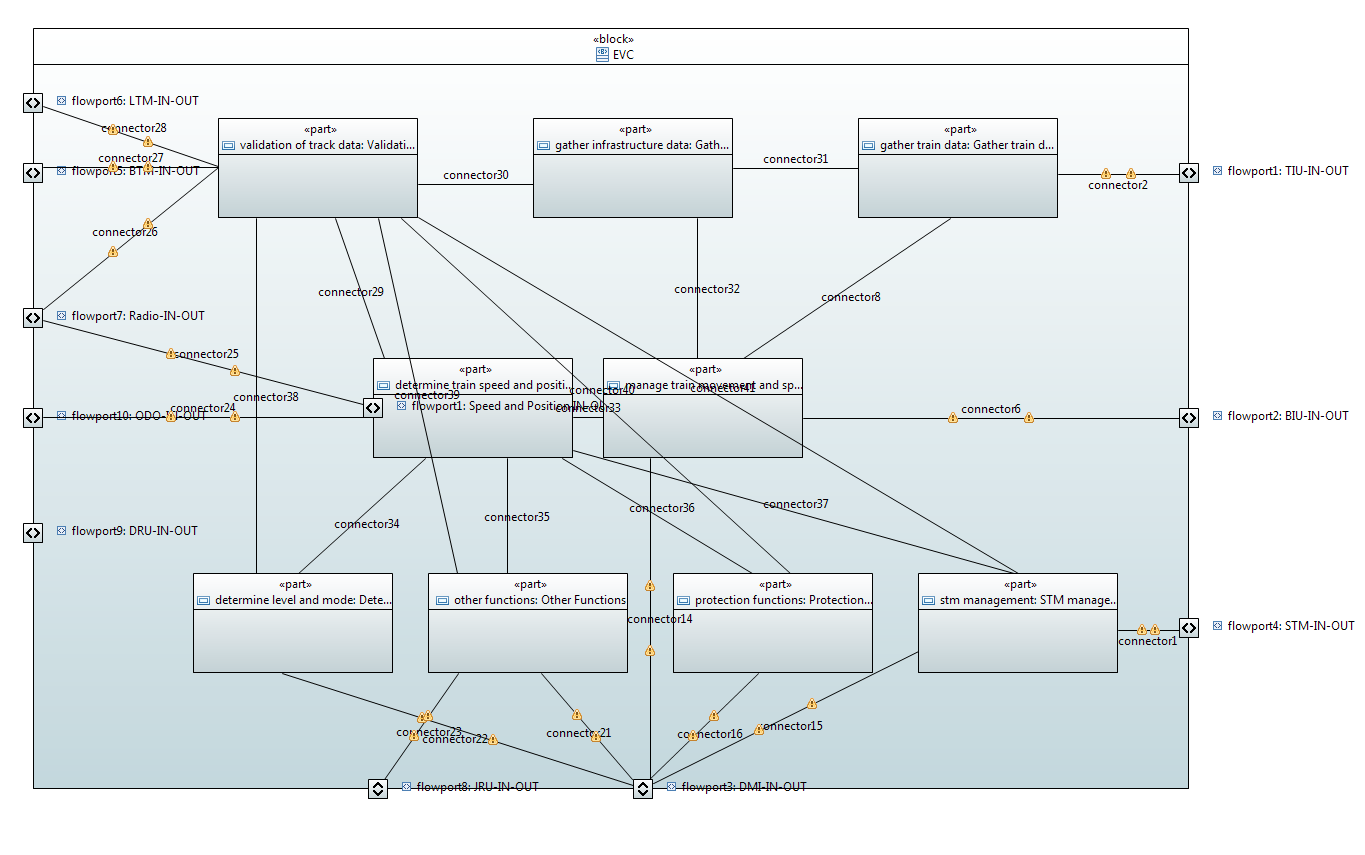 «block»
EVC
flowport6: LTM-IN-OUT
connector28
connector27
flowport5: BTM-IN-OUT
connector26
«part»
validation of track data: Validati...
connector30
«part»
gather infrastructure data: Gath...
connector31
«part»
gather train data: Gather train d...
connector2
flowport1: TIU-IN-OUT
connector29
connector32
connector8
flowport7: Radio-IN-OUT
connector25
connector38
connector24
flowport10: ODO-IN-OUT
«part»
determine train speed and positi...
connector39
flowport1: Speed and Position-IN-OU
connector40
connector33
«part»
manage train movement and sp...
connector41
connector6
flowport2: BIU-IN-OUT
connector34
connector35
connector36
connector37
flowport9: DRU-IN-OUT
«part»
determine level and mode: Dete...
«part»
other functions: Other Functions
connector14
«part»
protection functions: Protection...
«part»
stm management: STM manage...
connector1
flowport4: STM-IN-OUT
connector23
connector22
connector21
connector16
connector15
flowport8: JRU-IN-OUT
flowport3: DMI-IN-OUT